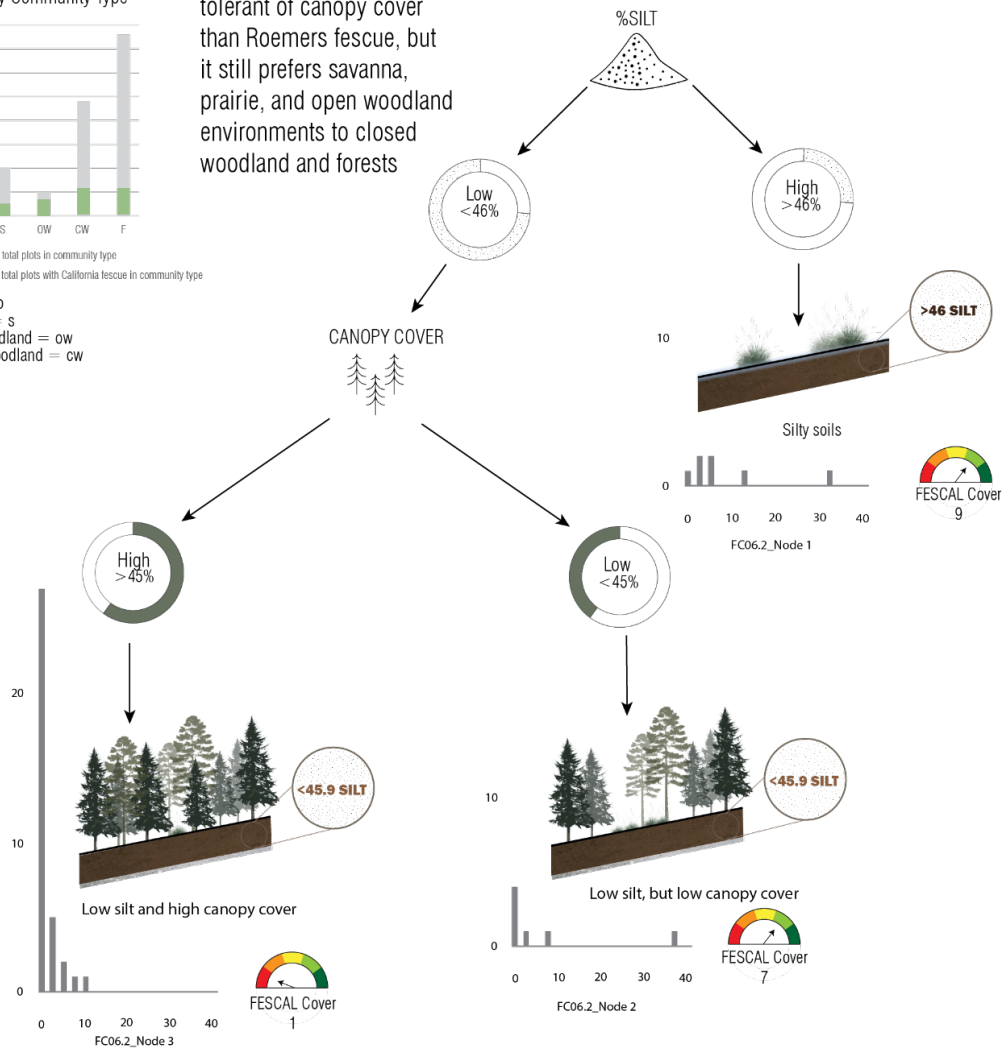 y Community Type
S OW CW F
total plots in community type
total plots with California fescue in community type
= s
dland = ow
odland = cw
tolerant of canopy cover
than Roemers fescue, but
it still prefers savanna,
prairie, and open woodland
environments to closed
woodland and forests
%SILT
Low
<46%
High
>46%
CANOPY COVER
>46 SILT
10
Silty soils
0
0 10 20 30 40
FC06.2_Node 1
FESCAL Cover
9
High
>45%
Low
<45%
20
10
0
<45.9 SILT
Low silt and high canopy cover
0 10 20 30 40
FC06.2_Node 3
FESCAL Cover
1
10
<45.9 SILT
Low silt, but low canopy cover
0
0 10 20 30 40
FC06.2_Node 2
FESCAL Cover
7